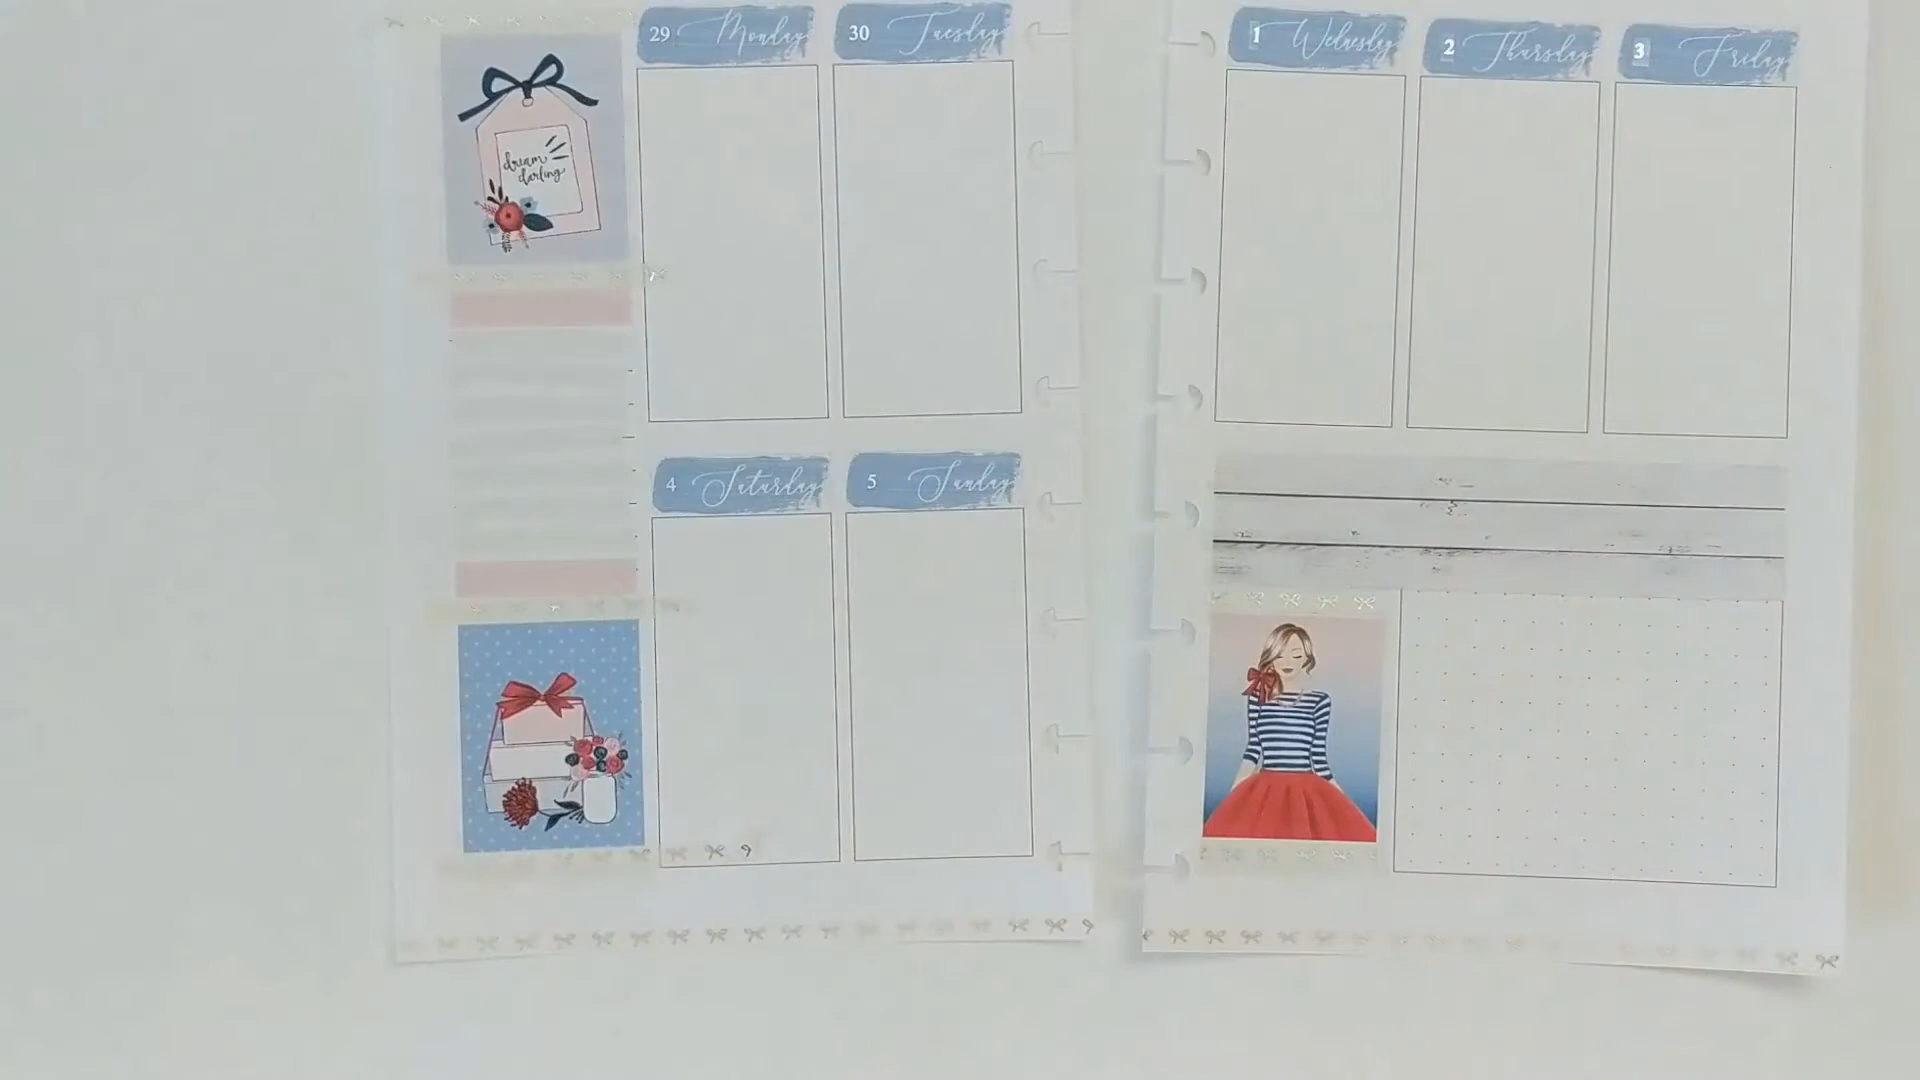 29 Monday
30 Tuesday
1 Wednesday
2 Thursday
3 Friday
dream
darling
4 Saturday
5 Sunday